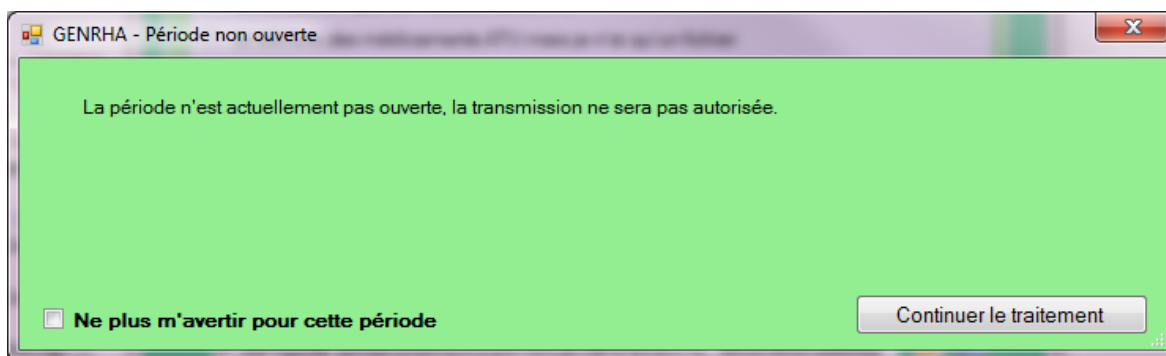 GENRHA - Période non ouverte
La période n'est actuellement pas ouverte, la transmission ne sera pas autorisée.
Ne plus m'avertir pour cette période
Continuer le traitement